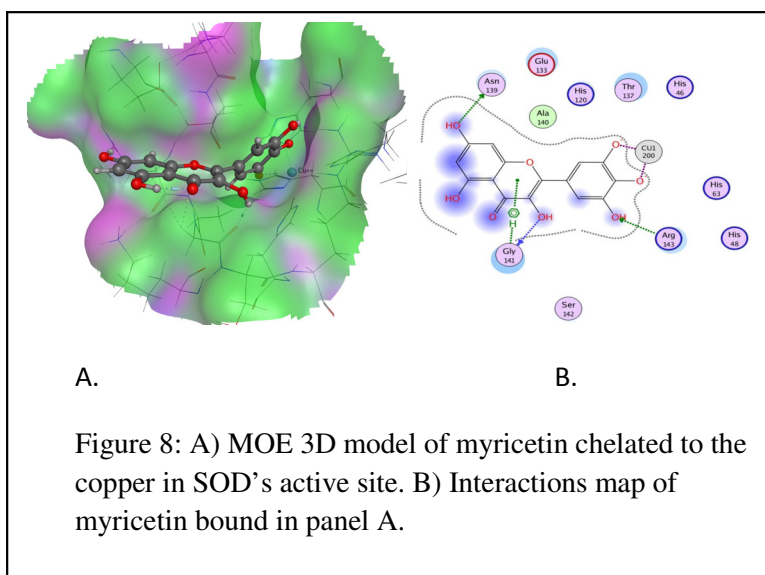 Cu
Glu
133
Asn
139
His
120
Thr
137
His
46
Ala
140
HO
O
CU1
200
O
O
His
63
HO
O
OH
OH
H
Gly
141
Arg
143
His
48
Ser
142
A.
B.
Figure 8: A) MOE 3D model of myricetin chelated to the
copper in SOD’s active site. B) Interactions map of
myricetin bound in panel A.